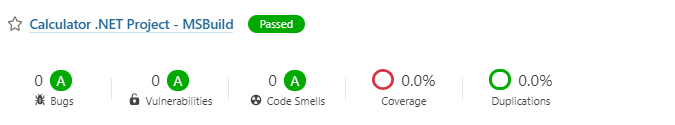 Calculator .NET Project - MSBuild Passed
0 A 0 A 0 A 0.0% 0.0%
Bugs Vulnerabilities Code Smells Coverage Duplications